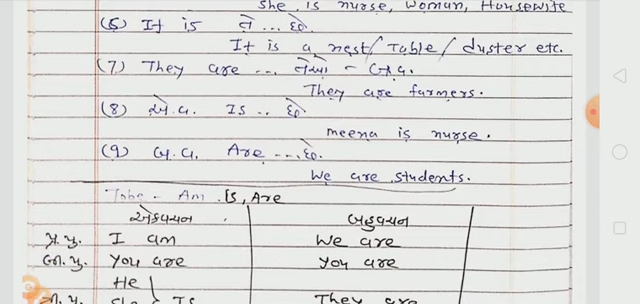 She is nurse, woman, Housewife
(6) It is તે ... છે.
It is a nest/Table/duster etc.
(7) They are ... તેઓ - બ.વ.
They are farmers.
(8) એ.વ. Is .. છે
meena is nurse.
(9) બ.વ. Are ... છે.
We are students.
Tobe - Am, Is, Are
એકવચન બહુવચન
પ્ર.પુ. I am We are
બી.પુ. You are You are
He
ત્રી.પુ. She Is They are